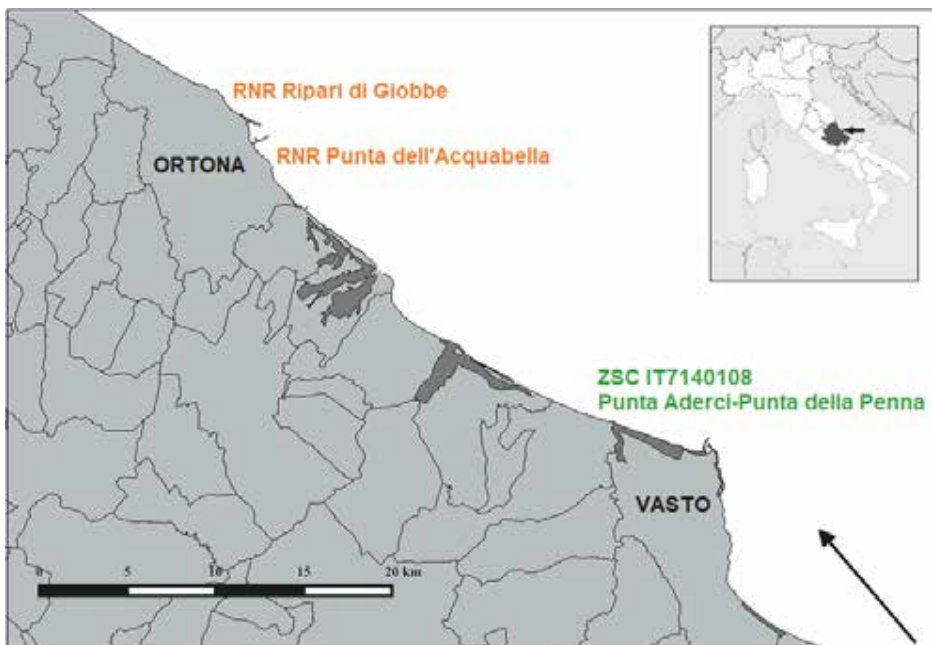 RNR Ripari di Giobbe
RNR Punta dell'Acquabella
ORTONA
ZSC IT7140108
Punta Aderci-Punta della Penna
VASTO
0 5 10 15 20 km